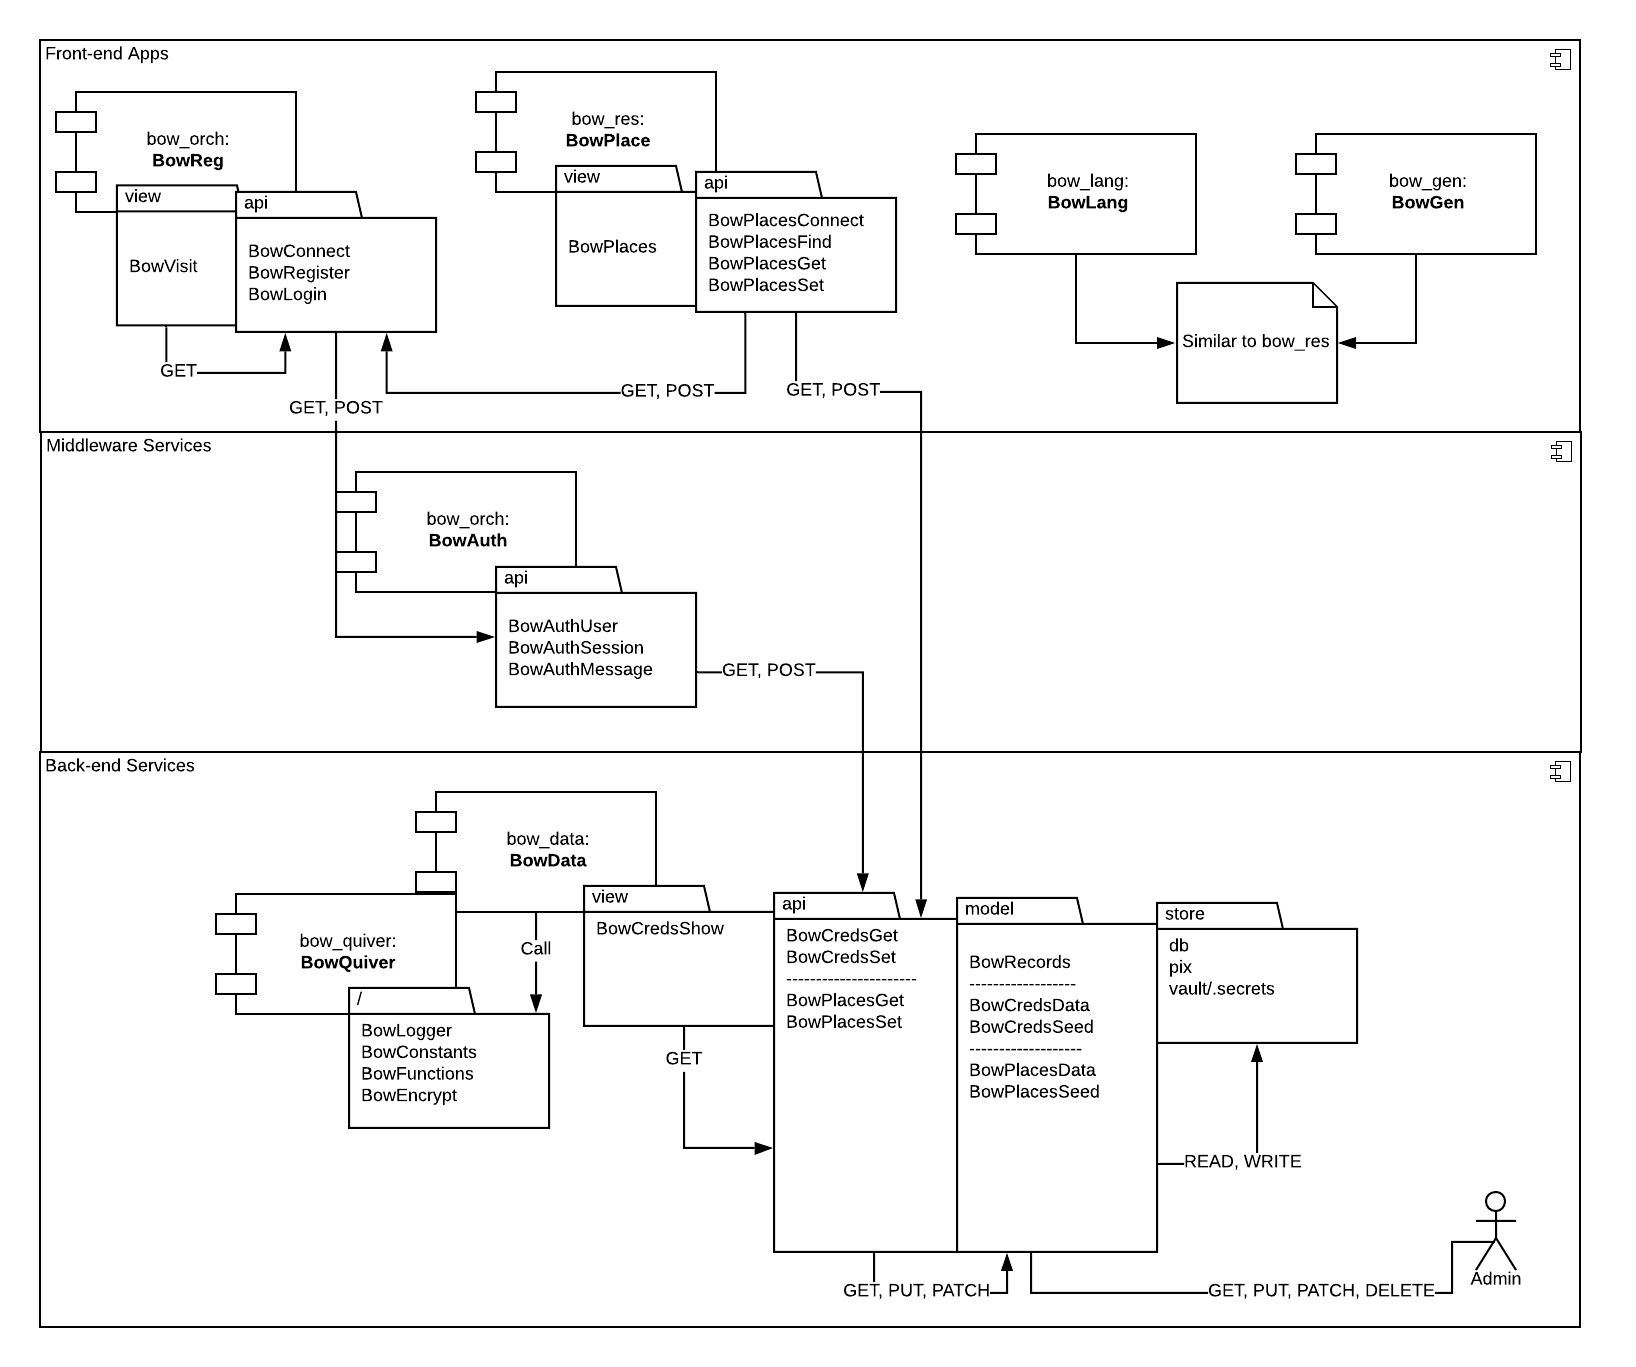 Front-end Apps
bow_orch:
BowReg
view
BowVisit
api
BowConnect
BowRegister
BowLogin
GET
GET, POST
bow_res:
BowPlace
view
BowPlaces
api
BowPlacesConnect
BowPlacesFind
BowPlacesGet
BowPlacesSet
GET, POST
GET, POST
bow_lang:
BowLang
bow_gen:
BowGen
Similar to bow_res
Middleware Services
bow_orch:
BowAuth
api
BowAuthUser
BowAuthSession
BowAuthMessage
GET, POST
Back-end Services
bow_data:
BowData
bow_quiver:
BowQuiver
/
BowLogger
BowConstants
BowFunctions
BowEncrypt
Call
view
BowCredsShow
GET
api
BowCredsGet
BowCredsSet
----------------------
BowPlacesGet
BowPlacesSet
model
BowRecords
------------------
BowCredsData
BowCredsSeed
-------------------
BowPlacesData
BowPlacesSeed
store
db
pix
vault/.secrets
READ, WRITE
GET, PUT, PATCH
GET, PUT, PATCH, DELETE
Admin